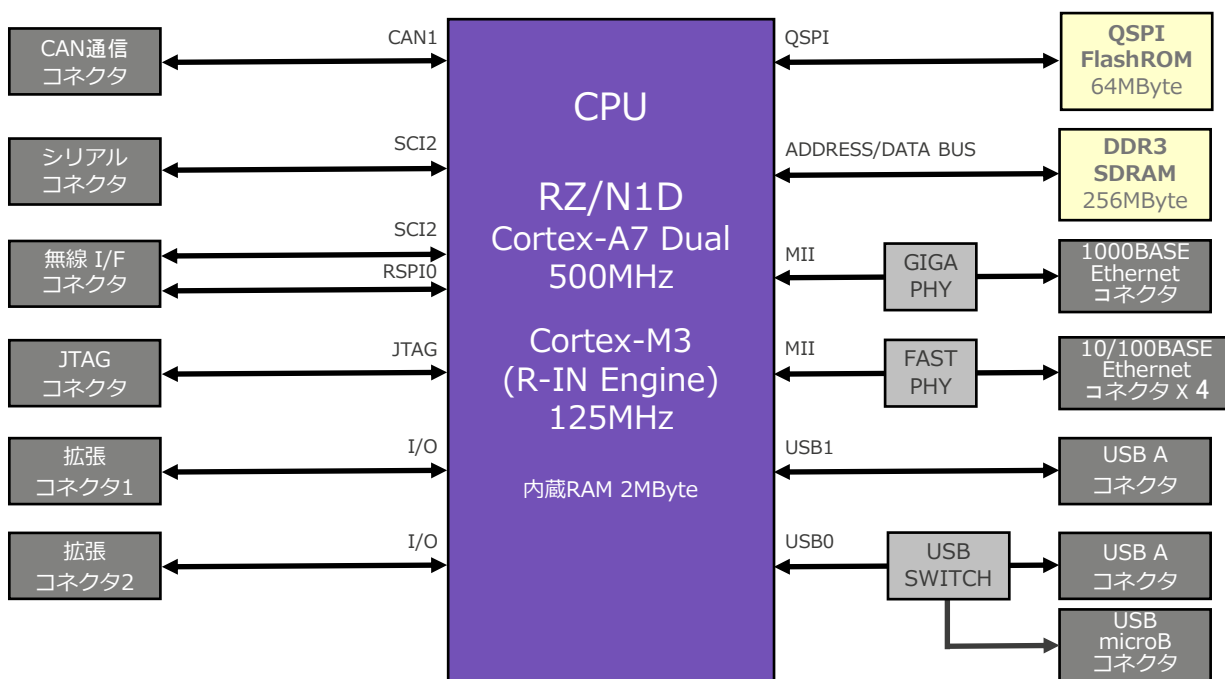 CAN通信
コネクタ
CAN1
シリアル
コネクタ
SCI2
無線 I/F
コネクタ
SCI2
RSPI0
JTAG
コネクタ
JTAG
拡張
コネクタ1
I/O
拡張
コネクタ2
I/O
CPU
RZ/N1D
Cortex-A7 Dual
500MHz
Cortex-M3
(R-IN Engine)
125MHz
内蔵RAM 2MByte
QSPI
QSPI
FlashROM
64MByte
ADDRESS/DATA BUS
DDR3
SDRAM
256MByte
MII
GIGA
PHY
1000BASE
Ethernet
コネクタ
MII
FAST
PHY
10/100BASE
Ethernet
コネクタ X 4
USB1
USB A
コネクタ
USB0
USB
SWITCH
USB A
コネクタ
USB
microB
コネクタ